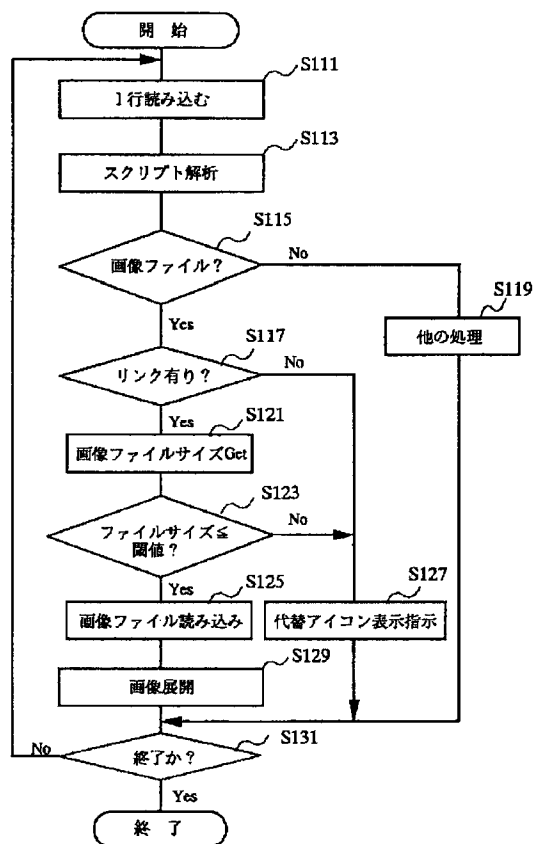 開 始
S111
1行読み込む
S113
スクリプト解析
S115
画像ファイル？
No
S119
他の処理
Yes
S117
リンク有り？
No
Yes
S121
画像ファイルサイズGet
S123
ファイルサイズ≦
閾値？
No
Yes
S125
画像ファイル読み込み
S127
代替アイコン表示指示
S129
画像展開
S131
終了か？
No
Yes
終 了